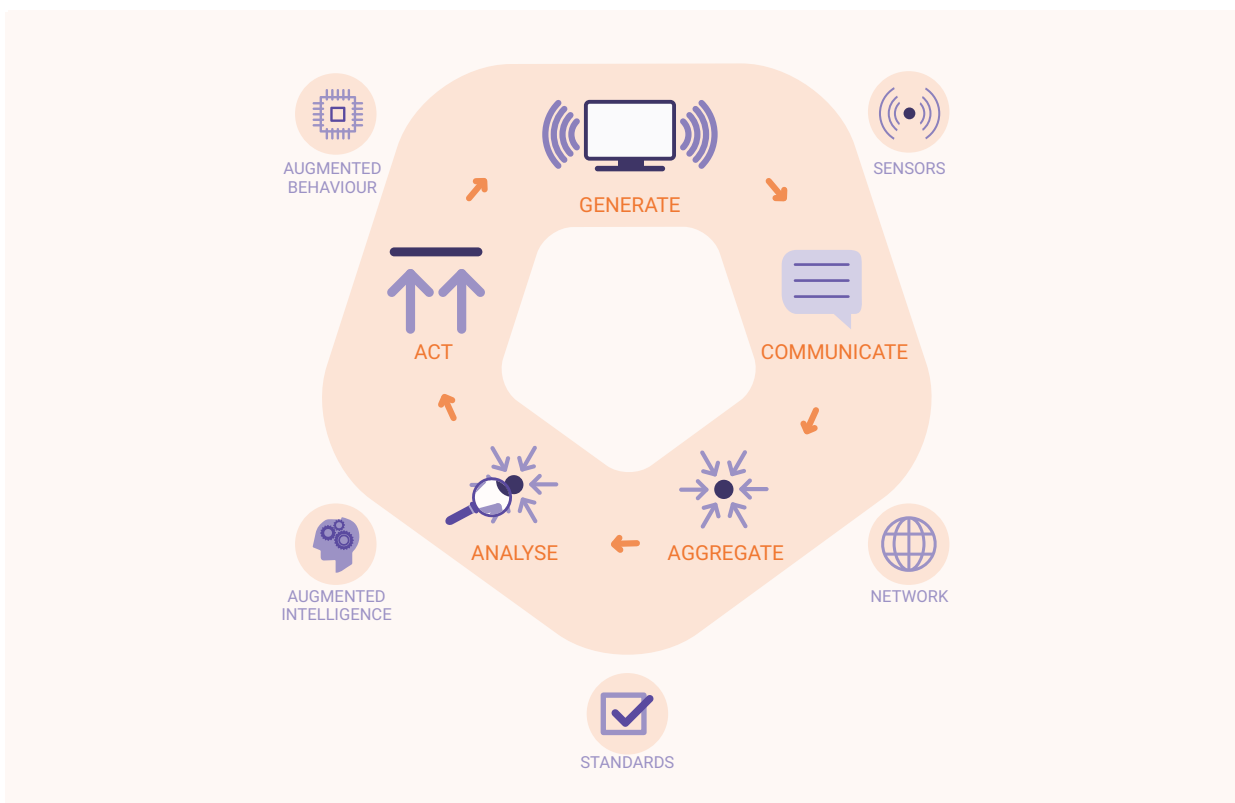 AUGMENTED
BEHAVIOUR
SENSORS
GENERATE
ACT
COMMUNICATE
ANALYSE
AGGREGATE
AUGMENTED
INTELLIGENCE
NETWORK
STANDARDS